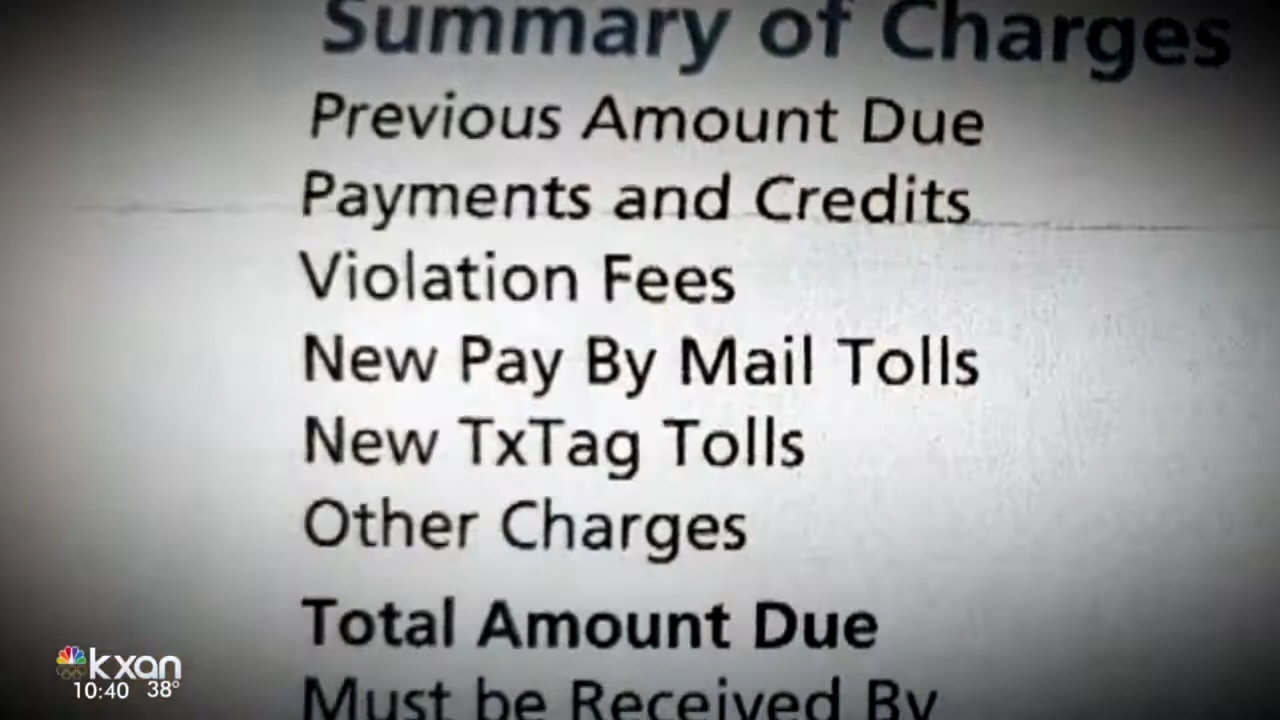 Summary of Charges
Previous Amount Due
Payments and Credits
Violation Fees
New Pay By Mail Tolls
New TxTag Tolls
Other Charges
Total Amount Due
Must be Received By
kxan
10:40 38°